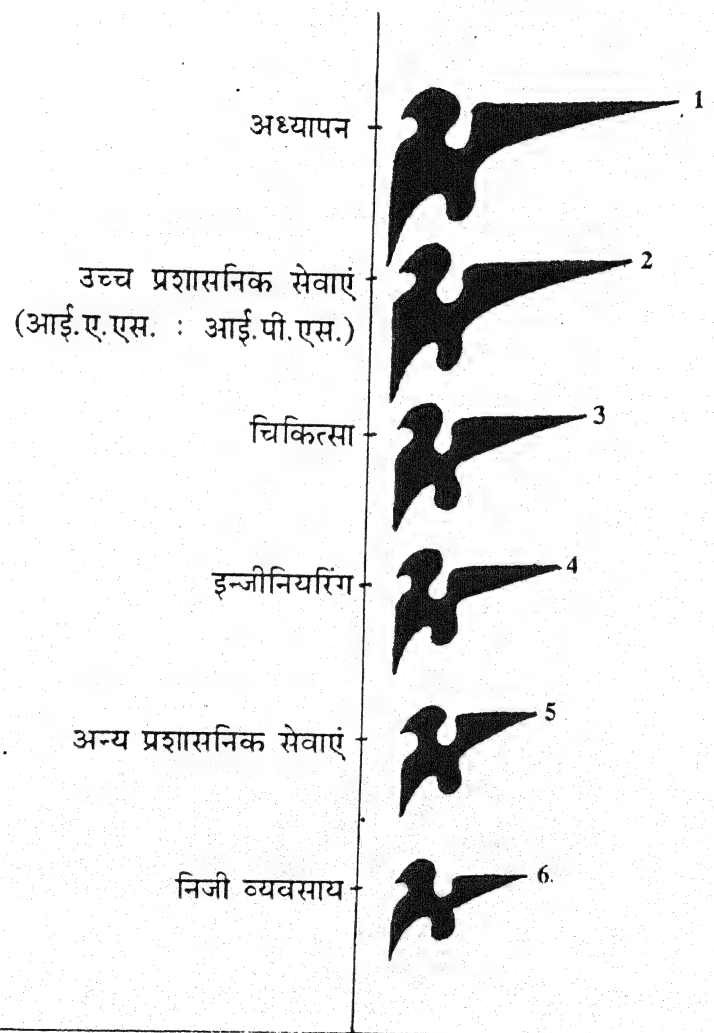 अध्यापन
1
उच्च प्रशासनिक सेवाएं
2
(आई.ए.एस. : आई.पी.एस.)
चिकित्सा
3
इन्जीनियरिंग
4
अन्य प्रशासनिक सेवाएं
5
निजी व्यवसाय
6.